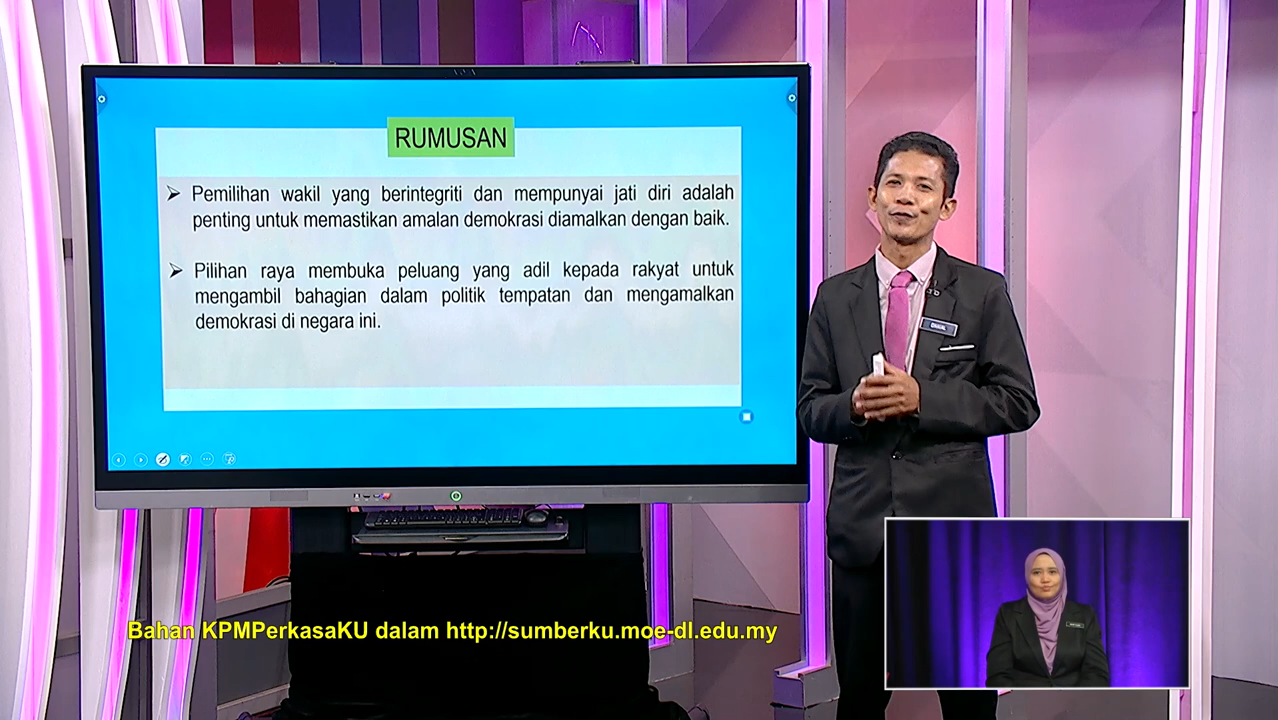 RUMUSAN
➢ Pemilihan wakil yang berintegriti dan mempunyai jati diri adalah
penting untuk memastikan amalan demokrasi diamalkan dengan baik.
➢ Pilihan raya membuka peluang yang adil kepada rakyat untuk
mengambil bahagian dalam politik tempatan dan mengamalkan
demokrasi di negara ini.
Bahan KPMPerkasaKU dalam http://sumberku.moe-dl.edu.my